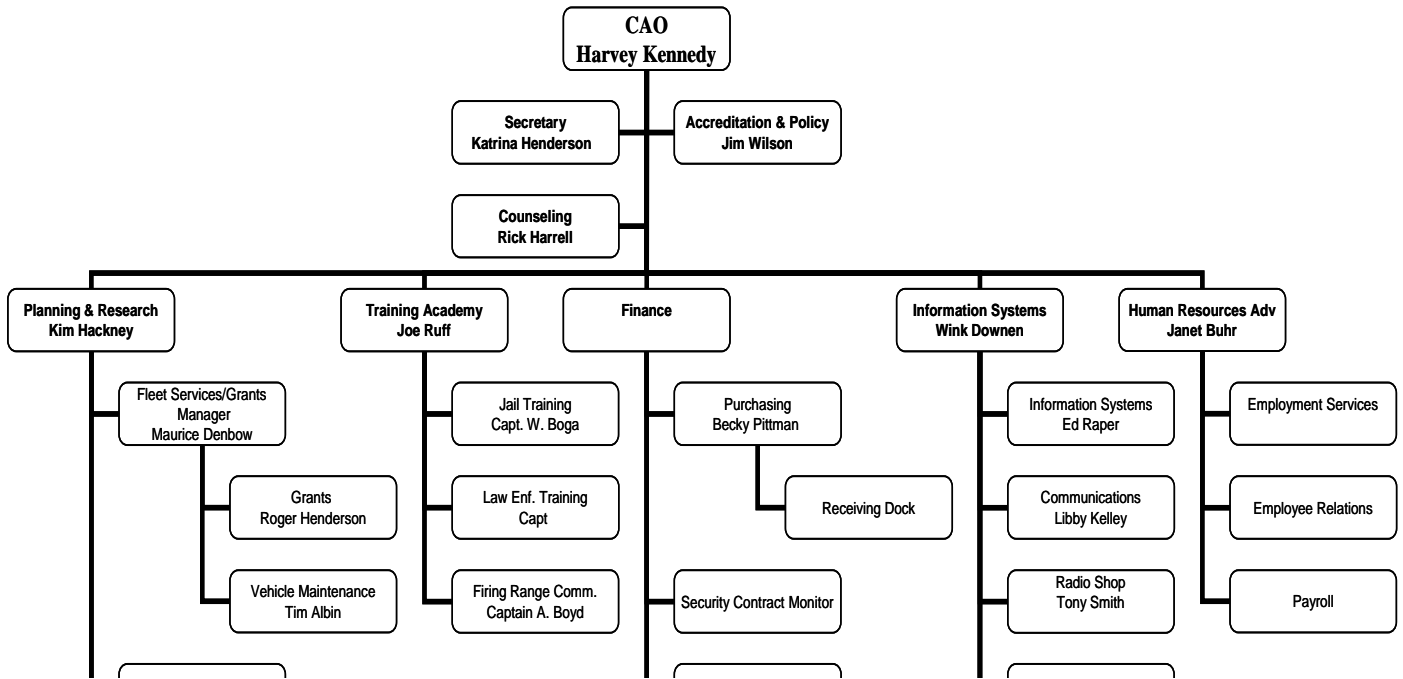 CAO
Harvey Kennedy
Secretary
Katrina Henderson
Accreditation & Policy
Jim Wilson
Counseling
Rick Harrell
Planning & Research
Kim Hackney
Training Academy
Joe Ruff
Finance
Information Systems
Wink Downen
Human Resources Adv
Janet Buhr
Fleet Services/Grants
Manager
Maurice Denbow
Jail Training
Capt. W. Boga
Purchasing
Becky Pittman
Information Systems
Ed Raper
Employment Services
Grants
Roger Henderson
Law Enf. Training
Capt
Receiving Dock
Communications
Libby Kelley
Employee Relations
Vehicle Maintenance
Tim Albin
Firing Range Comm.
Captain A. Boyd
Security Contract Monitor
Radio Shop
Tony Smith
Payroll